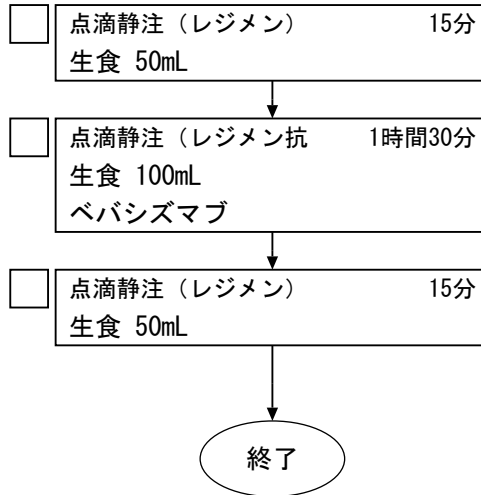 点滴静注（レジメン） 15分
生食 50mL
点滴静注（レジメン抗 1時間30分
生食 100mL
ベバシズマブ
点滴静注（レジメン） 15分
生食 50mL
終了